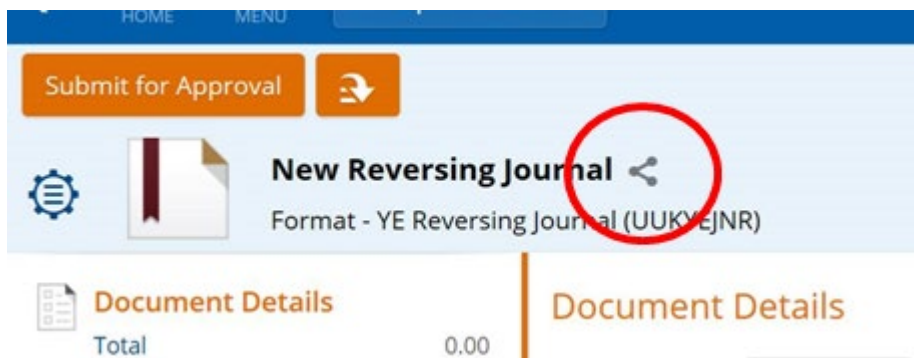 HOME MENU
Submit for Approval
New Reversing Journal
Format - YE Reversing Journal (UUKYEJNR)
Document Details
Total 0.00
Document Details